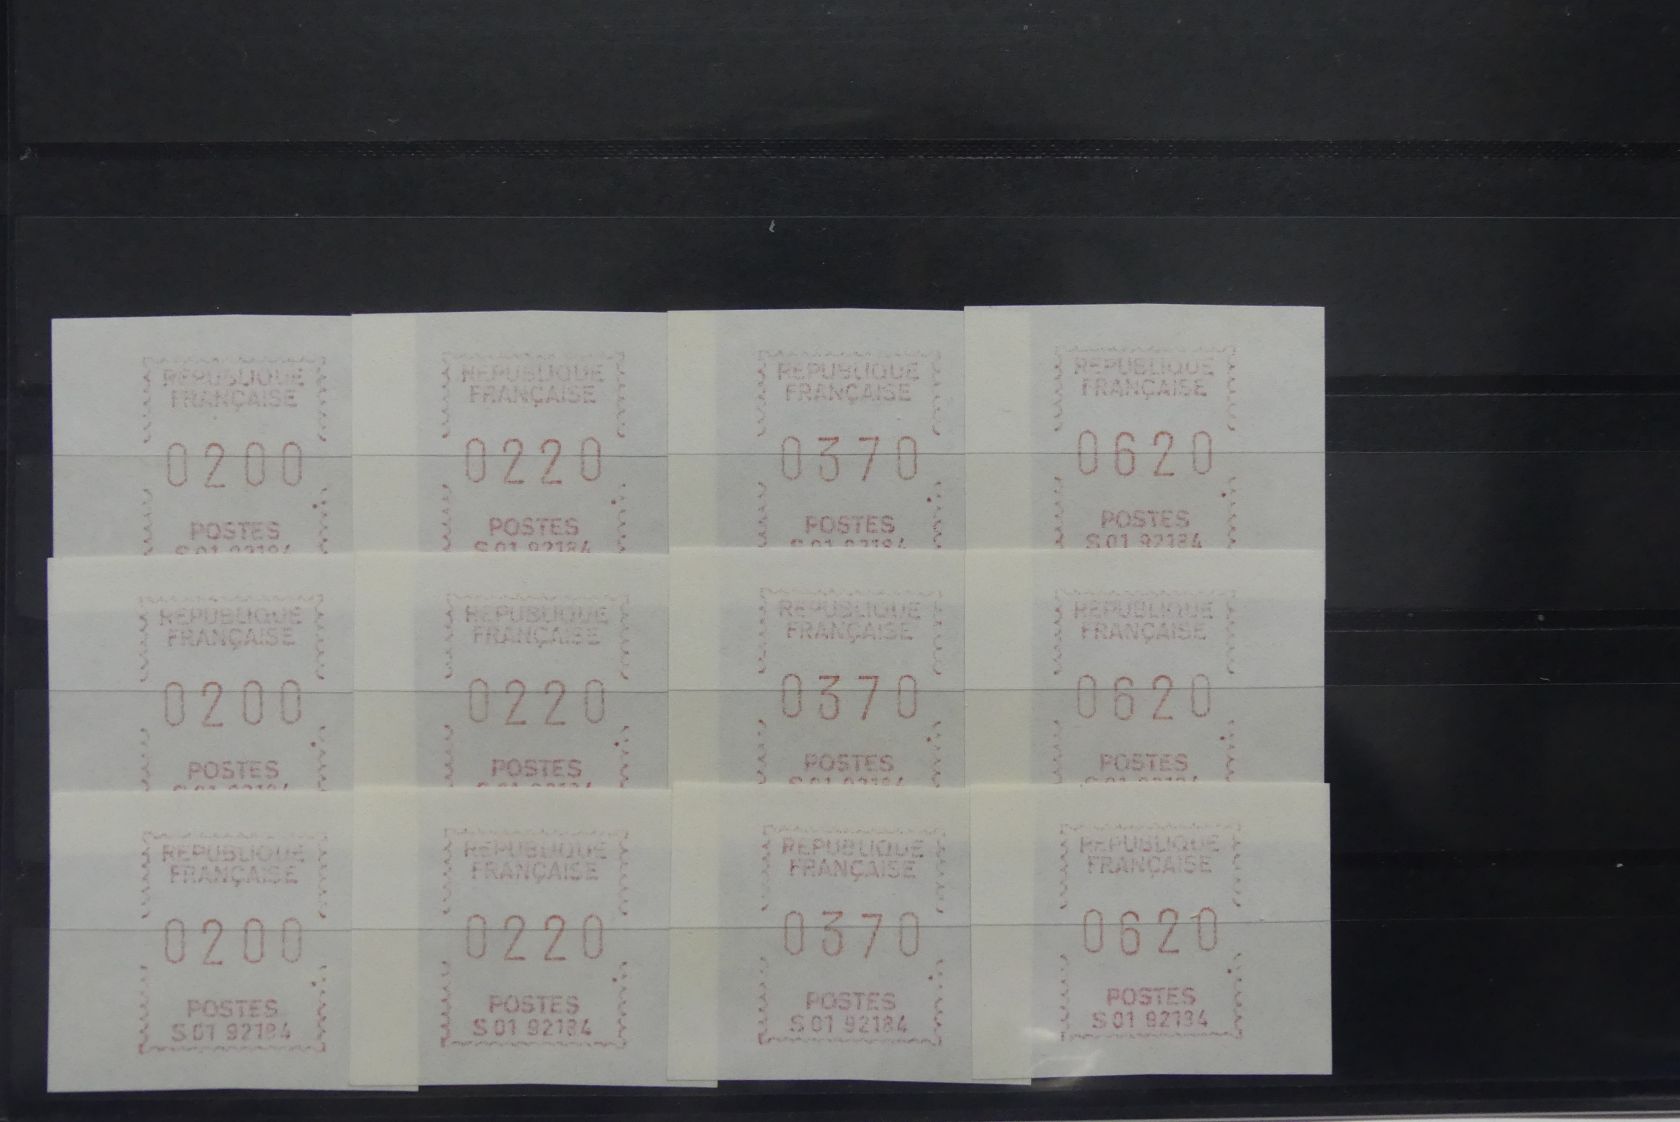 REPUBLIQUE
FRANÇAISE
0200
POSTES
S 01 92184
REPUBLIQUE
FRANÇAISE
0220
POSTES
S 01 92184
REPUBLIQUE
FRANÇAISE
0370
POSTES
S 01 92184
REPUBLIQUE
FRANÇAISE
0620
POSTES
S 01 92184
REPUBLIQUE
FRANÇAISE
0200
POSTES
REPUBLIQUE
FRANÇAISE
0220
POSTES
REPUBLIQUE
FRANÇAISE
0370
POSTES
REPUBLIQUE
FRANÇAISE
0620
POSTES
REPUBLIQUE
FRANÇAISE
0200
POSTES
S 01 92184
REPUBLIQUE
FRANÇAISE
0220
POSTES
S 01 92184
REPUBLIQUE
FRANÇAISE
0370
POSTES
S 01 92184
REPUBLIQUE
FRANÇAISE
0620
POSTES
S 01 92184